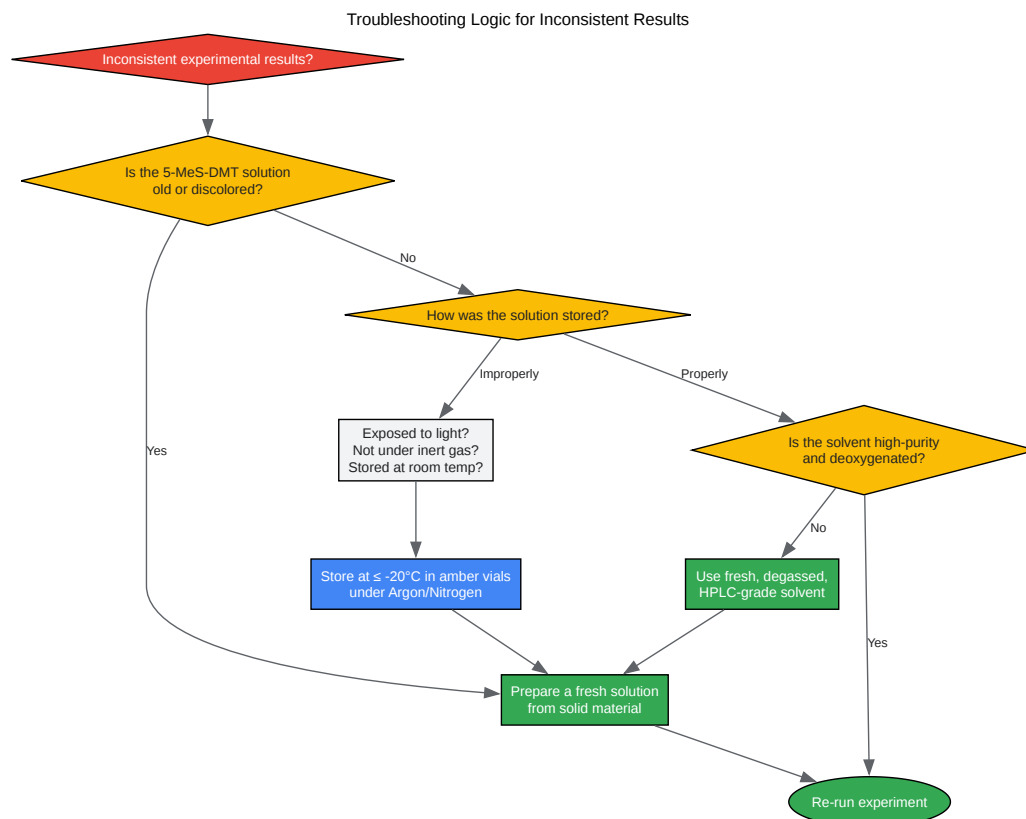 Troubleshooting Logic for Inconsistent Results
Inconsistent experimental results?
Is the 5-MeS-DMT solution
old or discolored?
No
How was the solution stored?
Improperly
Properly
Exposed to light?
Not under inert gas?
Stored at room temp?
Is the solvent high-purity
and deoxygenated?
Yes
No
Store at ≤ -20°C in amber vials
under Argon/Nitrogen
Use fresh, degassed,
HPLC-grade solvent
Yes
Prepare a fresh solution
from solid material
Re-run experiment